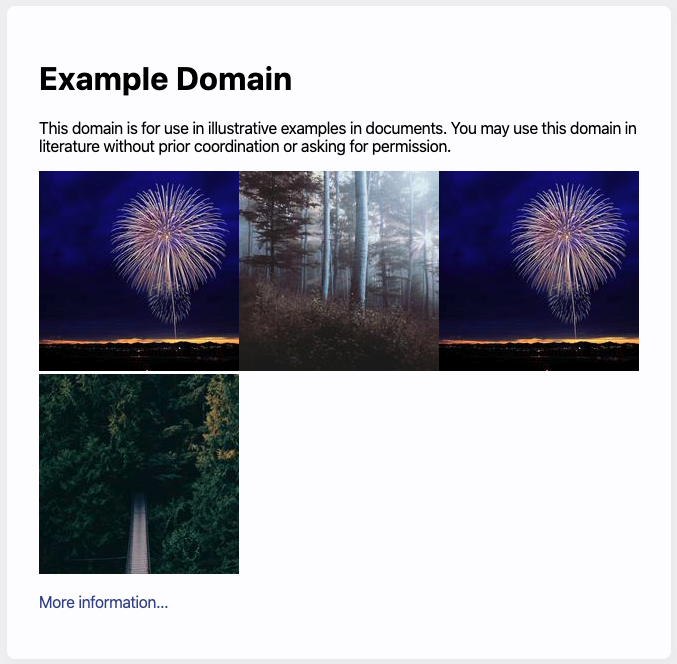 Example Domain
This domain is for use in illustrative examples in documents. You may use this domain in
literature without prior coordination or asking for permission.
More information...